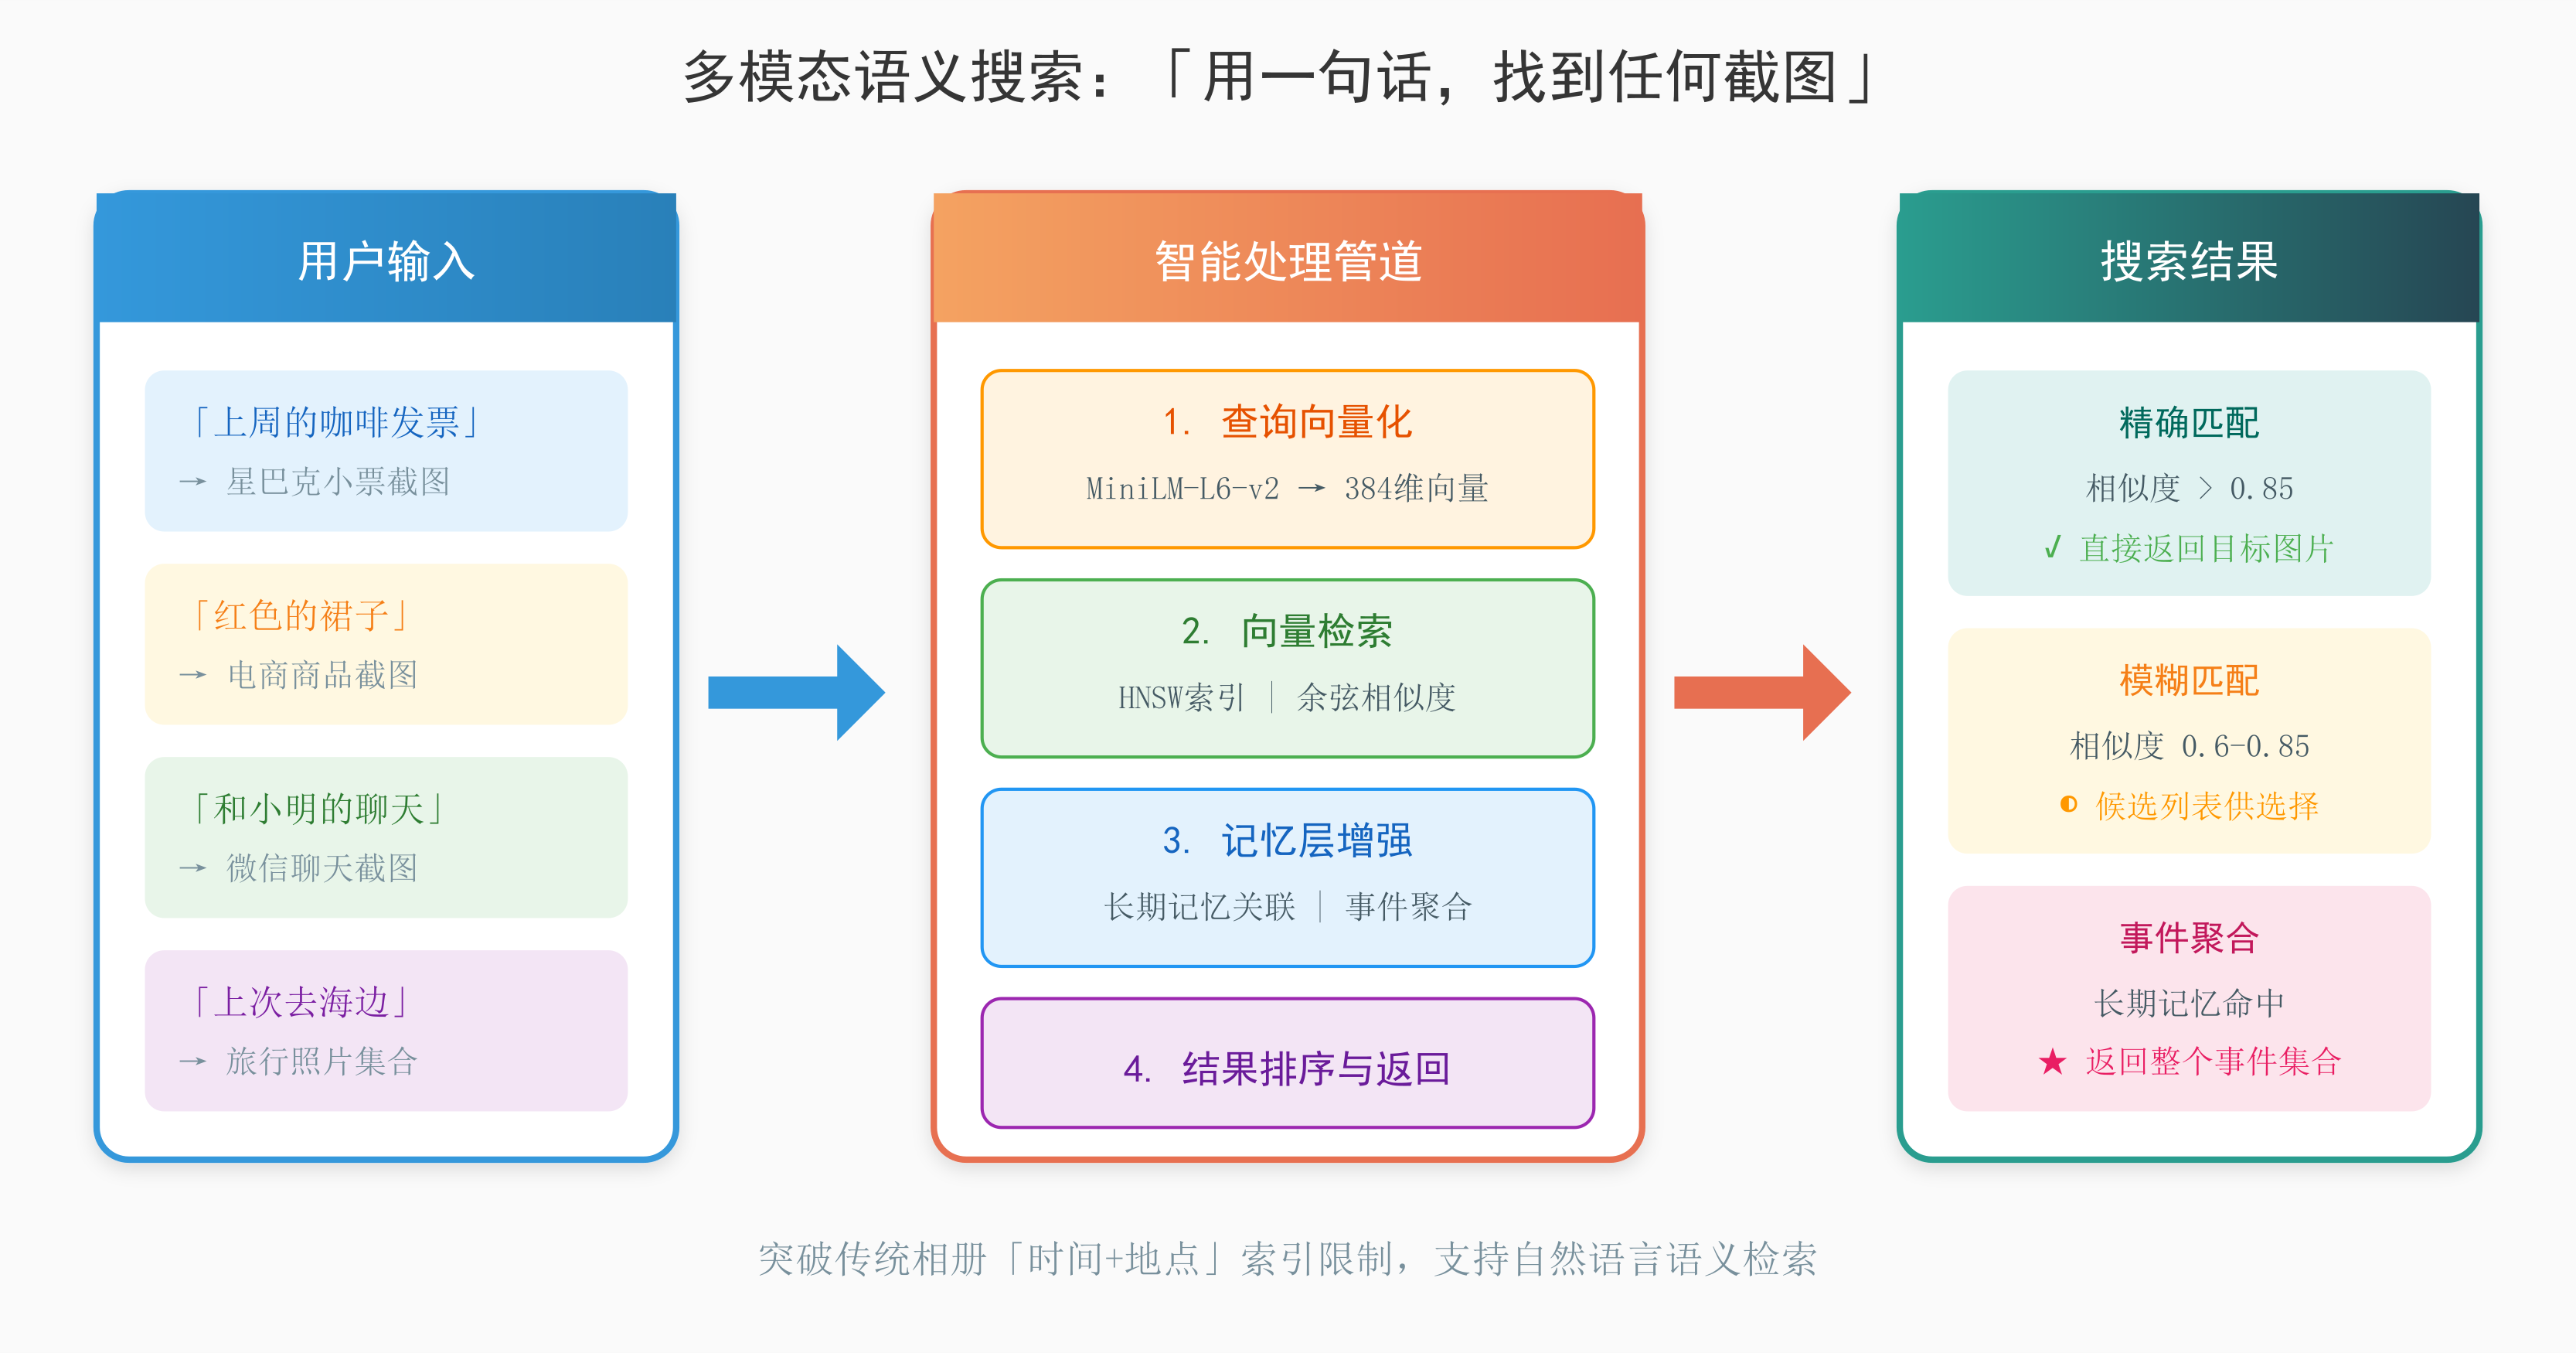 多模态语义搜索：「用一句话，找到任何截图」
用户输入
「上周的咖啡发票」
→ 星巴克小票截图
「红色的裙子」
→ 电商商品截图
「和小明的聊天」
→ 微信聊天截图
「上次去海边」
→ 旅行照片集合
智能处理管道
1. 查询向量化
MiniLM-L6-v2 → 384维向量
2. 向量检索
HNSW索引 | 余弦相似度
3. 记忆层增强
长期记忆关联 | 事件聚合
4. 结果排序与返回
搜索结果
精确匹配
相似度 > 0.85
✓ 直接返回目标图片
模糊匹配
相似度 0.6-0.85
◐ 候选列表供选择
事件聚合
长期记忆命中
★ 返回整个事件集合
突破传统相册「时间+地点」索引限制，支持自然语言语义检索